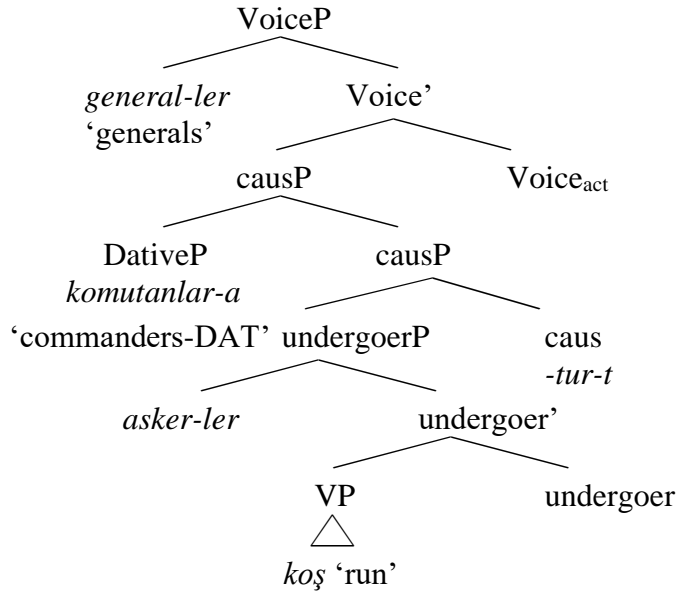 VoiceP
general-ler Voice’
‘generals’
causP Voiceact
DativeP causP
komutanlar-a
‘commanders-DAT’ undergoerP caus
-tur-t
asker-ler undergoer’
VP undergoer
koş ‘run’